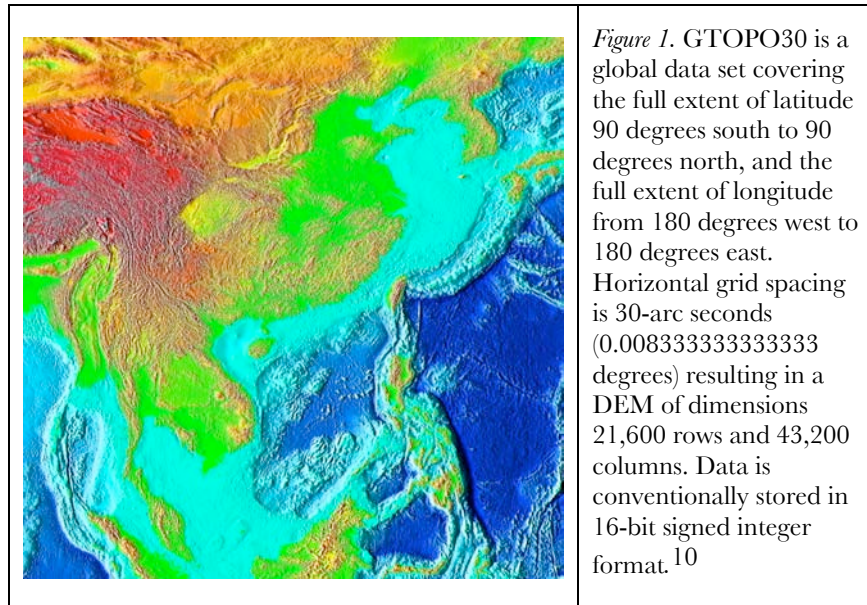 Figure 1. GTOPO30 is a
global data set covering
the full extent of latitude
90 degrees south to 90
degrees north, and the
full extent of longitude
from 180 degrees west to
180 degrees east.
Horizontal grid spacing
is 30-arc seconds
(0.008333333333333
degrees) resulting in a
DEM of dimensions
21,600 rows and 43,200
columns. Data is
conventionally stored in
16-bit signed integer
format.10